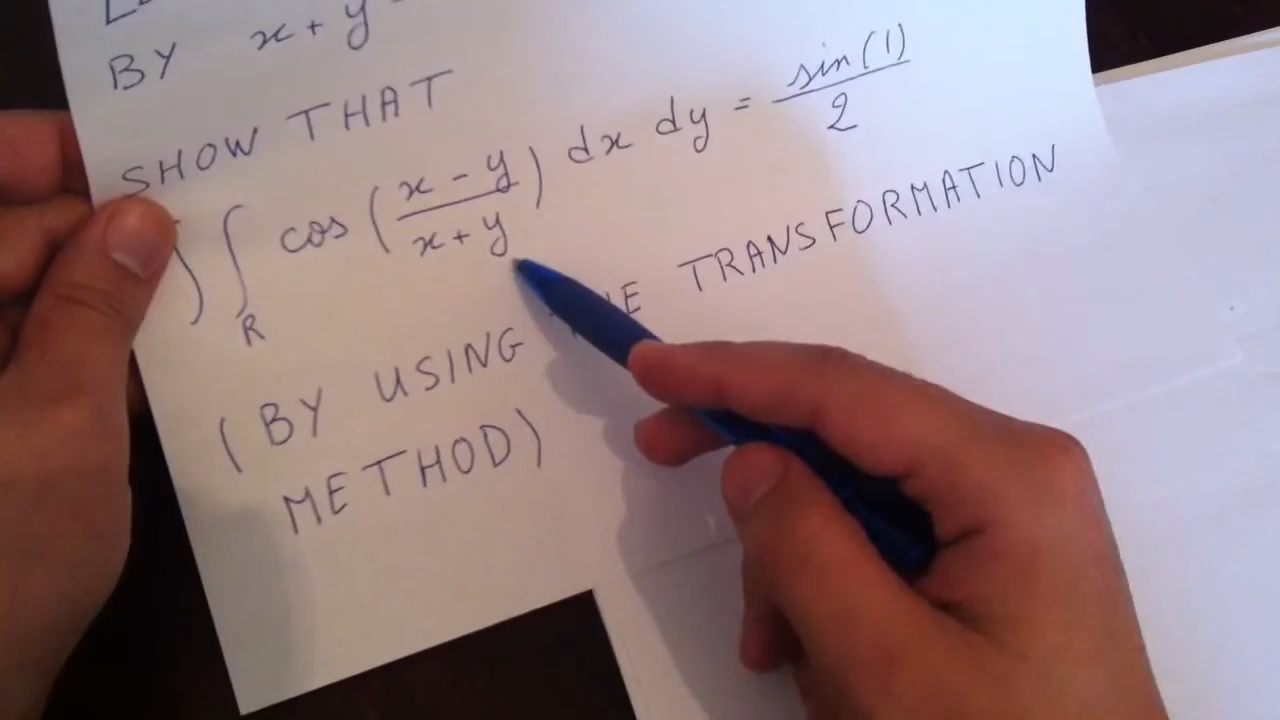 BY x + y
SHOW THAT
∫∫_R cos((x - y)/(x + y)) dx dy = sin(1)/2
(BY USING TRANSFORMATION
METHOD)